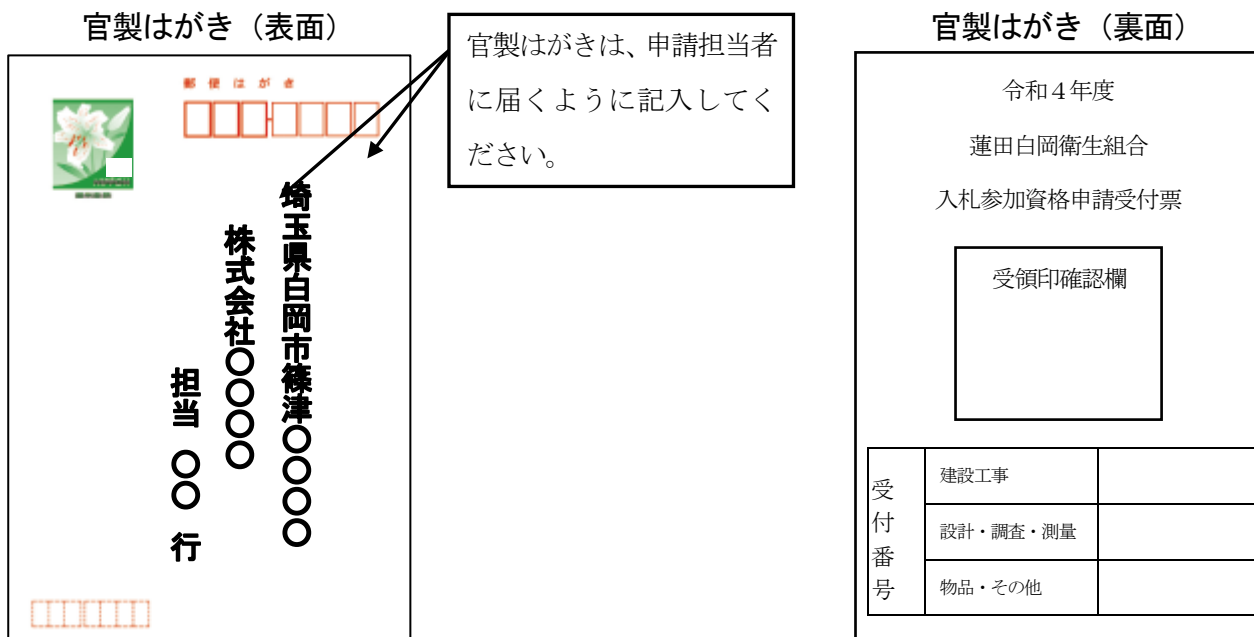 官製はがき（表面）
郵便はがき
埼玉県白岡市篠津〇〇〇〇
株式会社〇〇〇〇
担当 〇〇 行
官製はがきは、申請担当者
に届くように記入してく
ださい。
官製はがき（裏面）
令和４年度
蓮田白岡衛生組合
入札参加資格申請受付票
受領印確認欄
受付番号
建設工事
設計・調査・測量
物品・その他